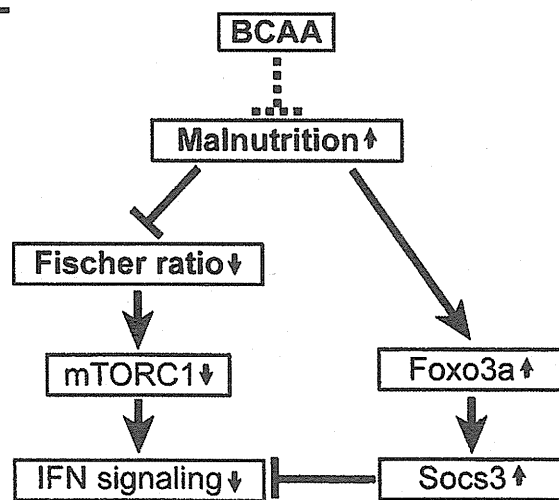 BCAA
Malnutrition↑
Fischer ratio↓
mTORC1↓
Foxo3a↑
IFN signaling↓
Socs3↑